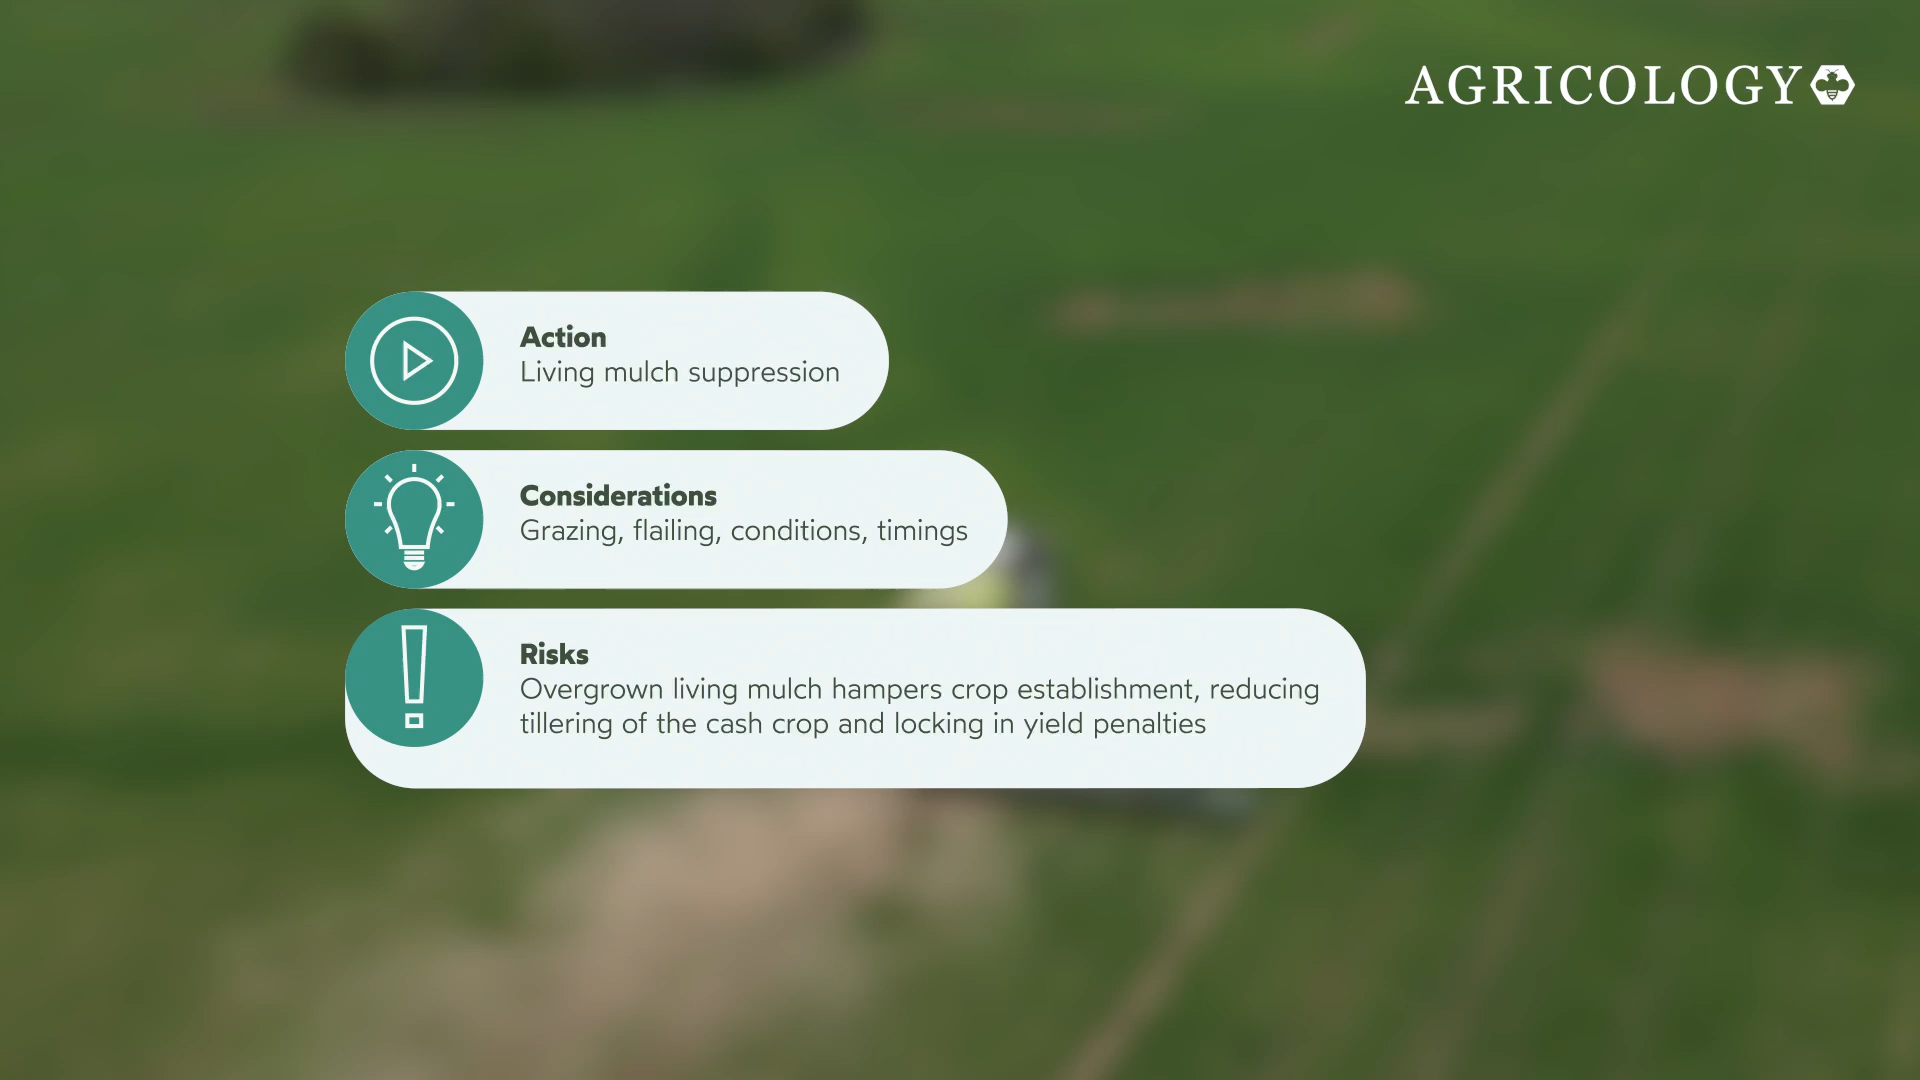 AGRICOLOGY
Action
Living mulch suppression
Considerations
Grazing, flailing, conditions, timings
Risks
Overgrown living mulch hampers crop establishment, reducing
tillering of the cash crop and locking in yield penalties